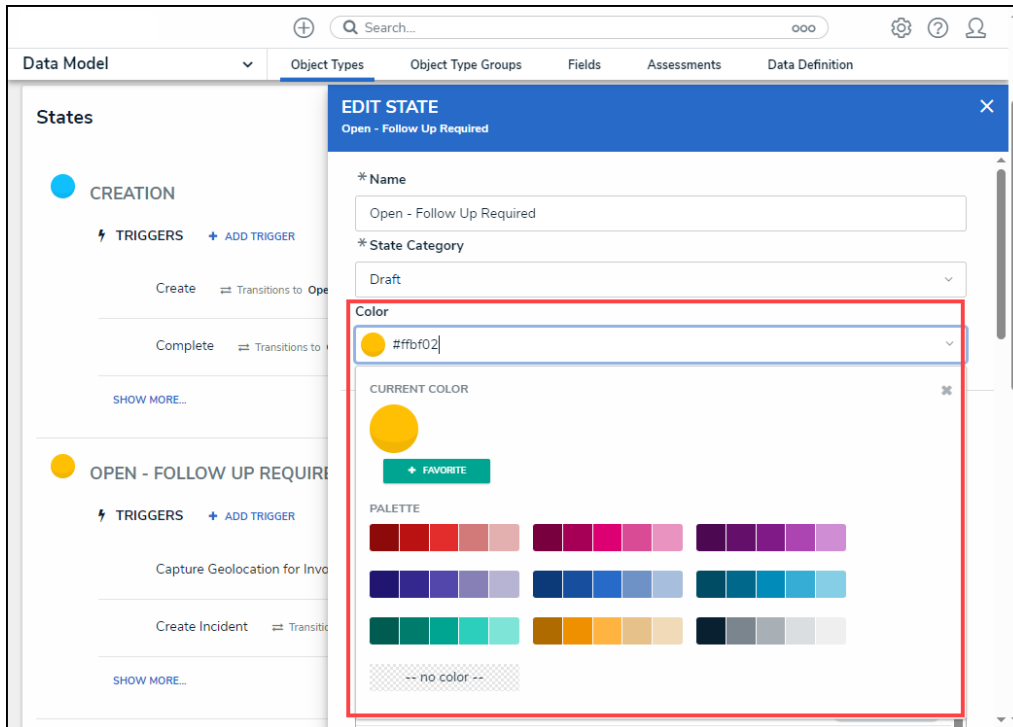 Search...
Data Model
Object Types
Object Type Groups
Fields
Assessments
Data Definition
States
CREATION
TRIGGERS
+ ADD TRIGGER
Create
Transitions to Ope
Complete
Transitions to
SHOW MORE...
OPEN - FOLLOW UP REQUIRE
TRIGGERS
+ ADD TRIGGER
Capture Geolocation for Invo
Create Incident
Transitic
SHOW MORE...
EDIT STATE
Open - Follow Up Required
*Name
Open - Follow Up Required
*State Category
Draft
Color
#ffbf02
CURRENT COLOR
+ FAVORITE
PALETTE
-- no color --